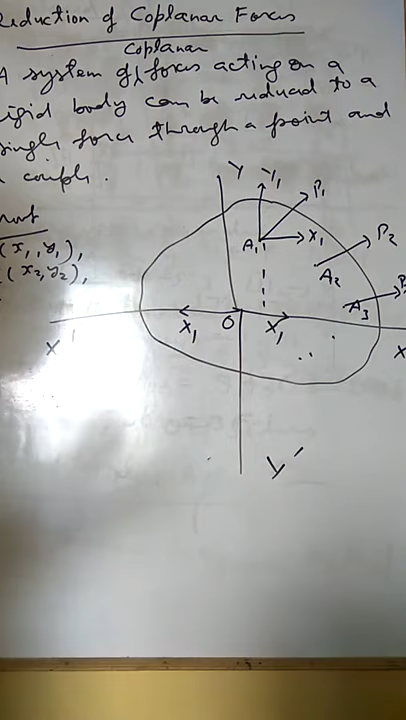 Reduction of Coplanar Forces
Coplanar
A system of forces acting on a
rigid body can be reduced to a
single force through a point and
a couple.
(x₁, y₁),
(x₂, y₂),
Y Y₁ P₁
A₁ X₁ P₂
A₂
A₃ P₃
X₁ O X₁
X' X
Y'